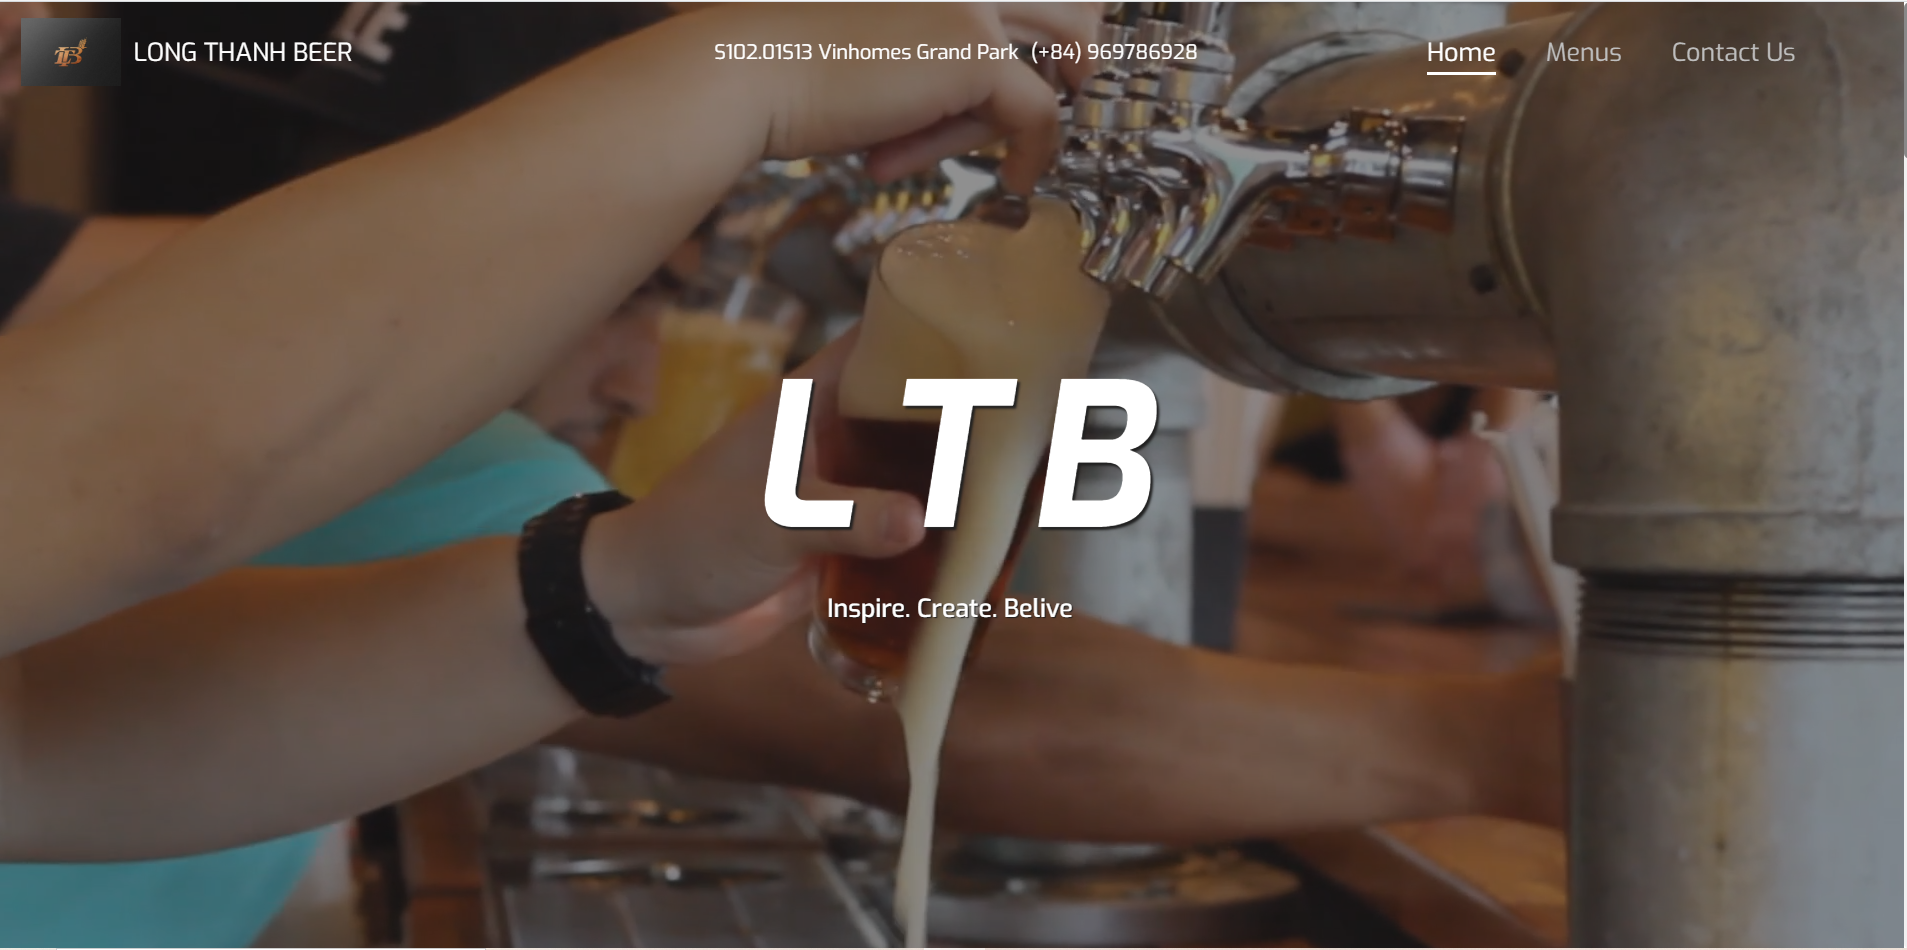 LTB
LONG THANH BEER
S102.01S13 Vinhomes Grand Park (+84) 969786928
Home
Menus
Contact Us
LTB
Inspire. Create. Belive